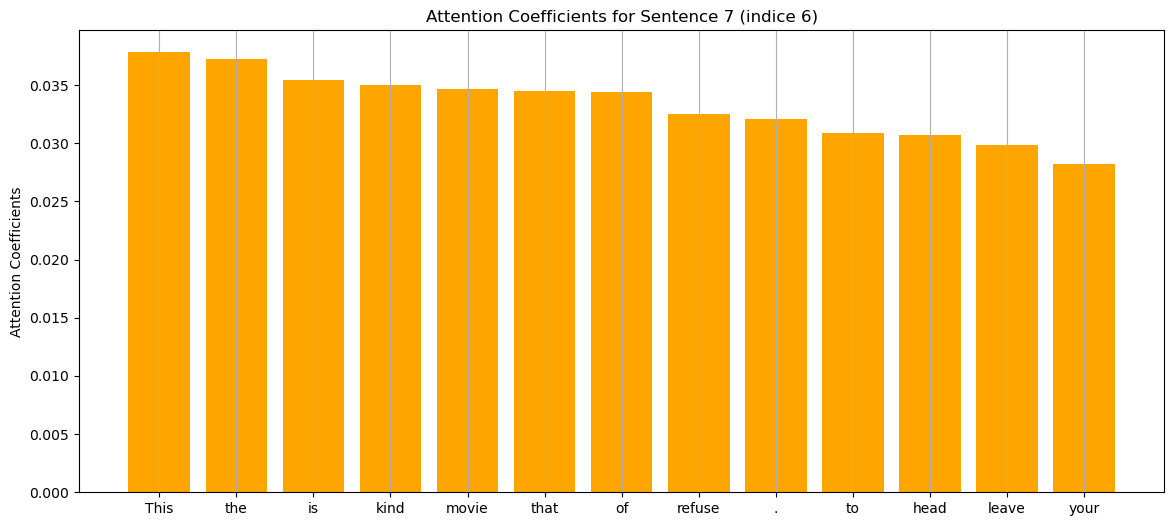 Attention Coefficients for Sentence 7 (indice 6)
Attention Coefficients
0.035
0.030
0.025
0.020
0.015
0.010
0.005
0.000
This the is kind movie that of refuse . to head leave your